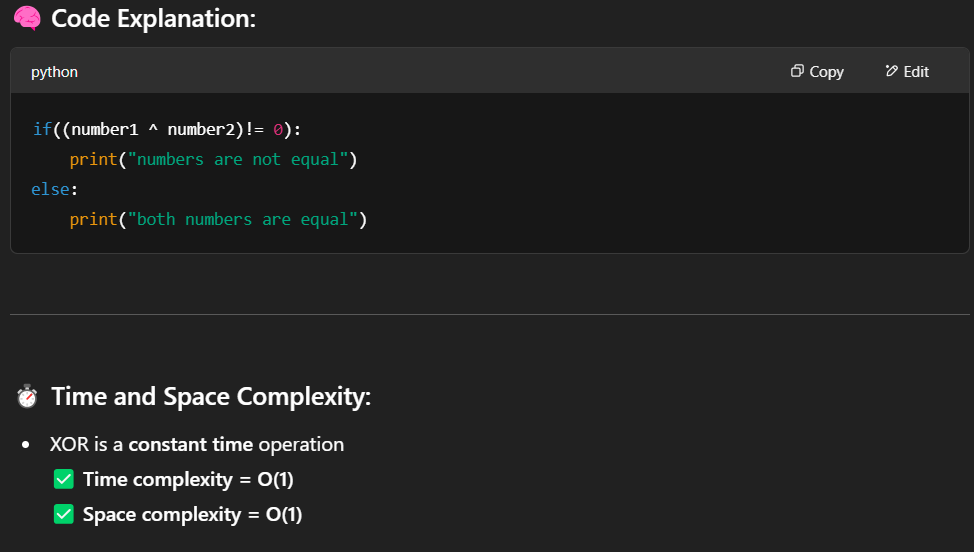 🧠 Code Explanation:
python Copy Edit
if((number1 ^ number2)!= 0):
    print("numbers are not equal")
else:
    print("both numbers are equal")
⏱️ Time and Space Complexity:
• XOR is a constant time operation
✅ Time complexity = O(1)
✅ Space complexity = O(1)